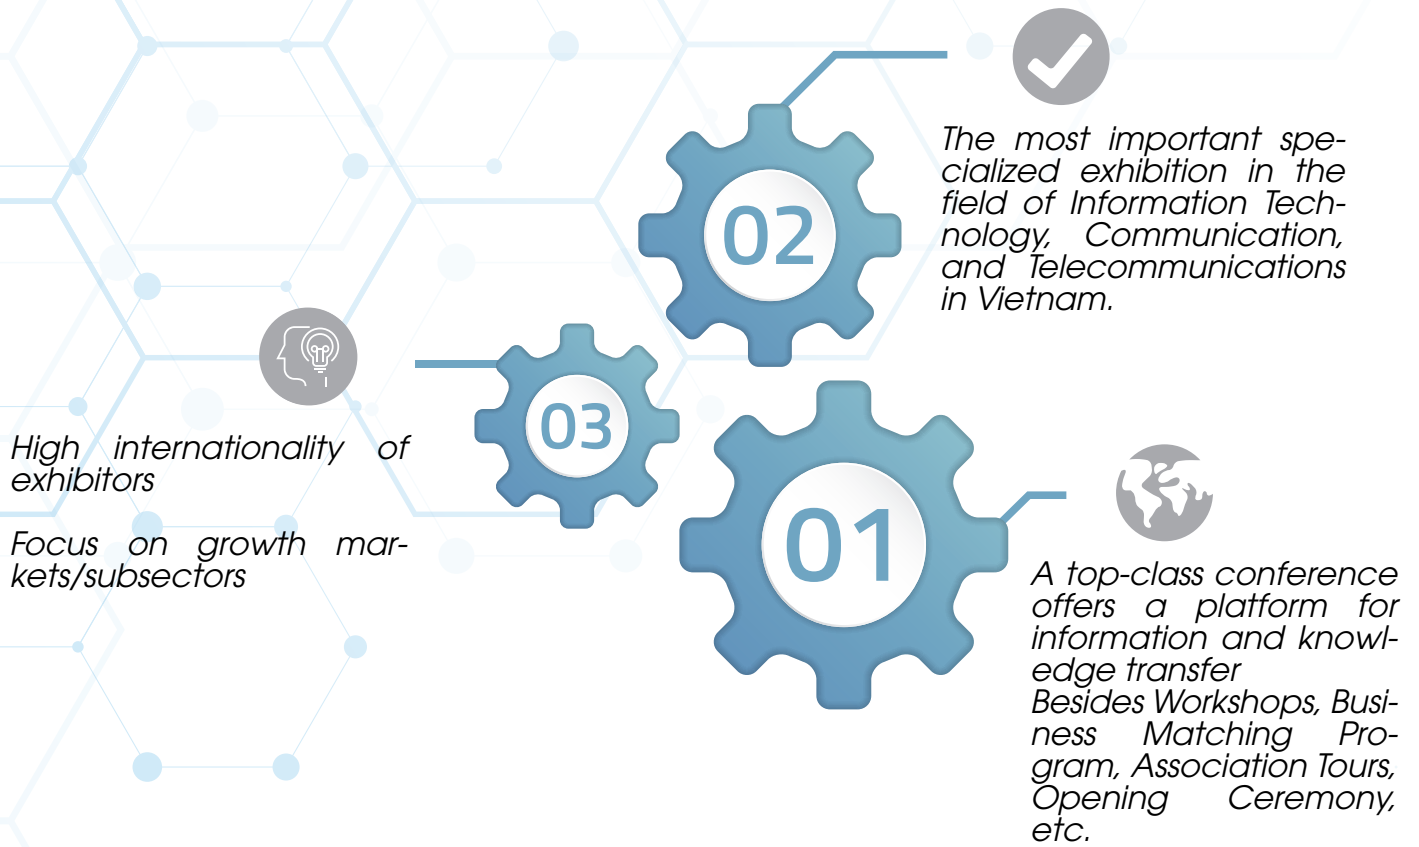 02
The most important spe-
cialized exhibition in the
field of Information Tech-
nology, Communication,
and Telecommunications
in Vietnam.
03
High internationality of
exhibitors
Focus on growth mar-
kets/subsectors
01
A top-class conference
offers a platform for
information and knowl-
edge transfer
Besides Workshops, Busi-
ness Matching Pro-
gram, Association Tours,
Opening Ceremony,
etc.